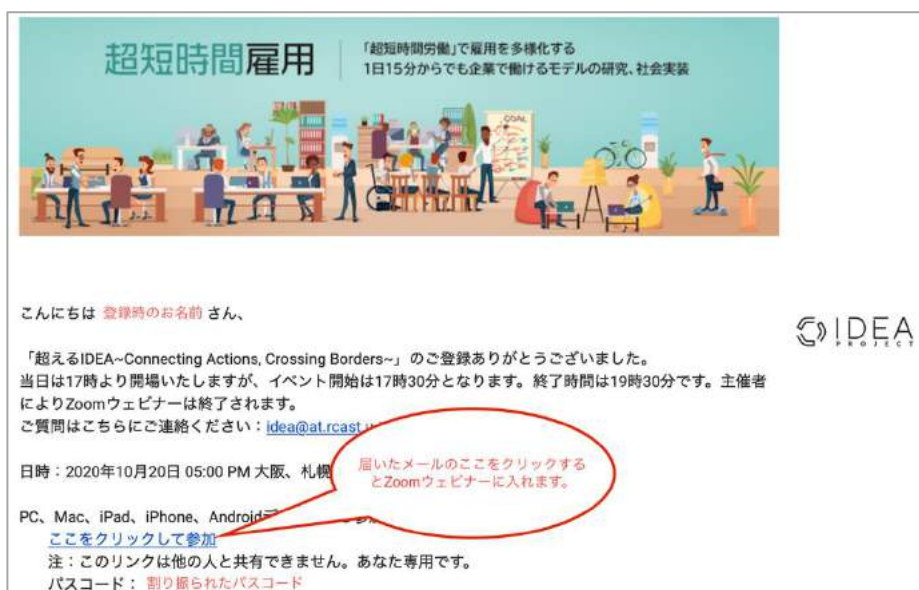 超短時間雇用
「超短時間労働」で雇用を多様化する
1日15分からでも企業で働けるモデルの研究、社会実装
GOAL
こんにちは 登録時のお名前 さん、
IDEA
PROJECT
「超えるIDEA~Connecting Actions, Crossing Borders~」のご登録ありがとうございました。
当日は17時より開場いたしますが、イベント開始は17時30分となります。終了時間は19時30分です。主催者
によりZoomウェビナーは終了されます。
ご質問はこちらにご連絡ください：idea@at.rcast
日時：2020年10月20日 05:00 PM 大阪、札幌
届いたメールのここをクリックする
とZoomウェビナーに入れます。
PC、Mac、iPad、iPhone、Android
ここをクリックして参加
注：このリンクは他の人と共有できません。あなた専用です。
パスコード： 割り振られたパスコード